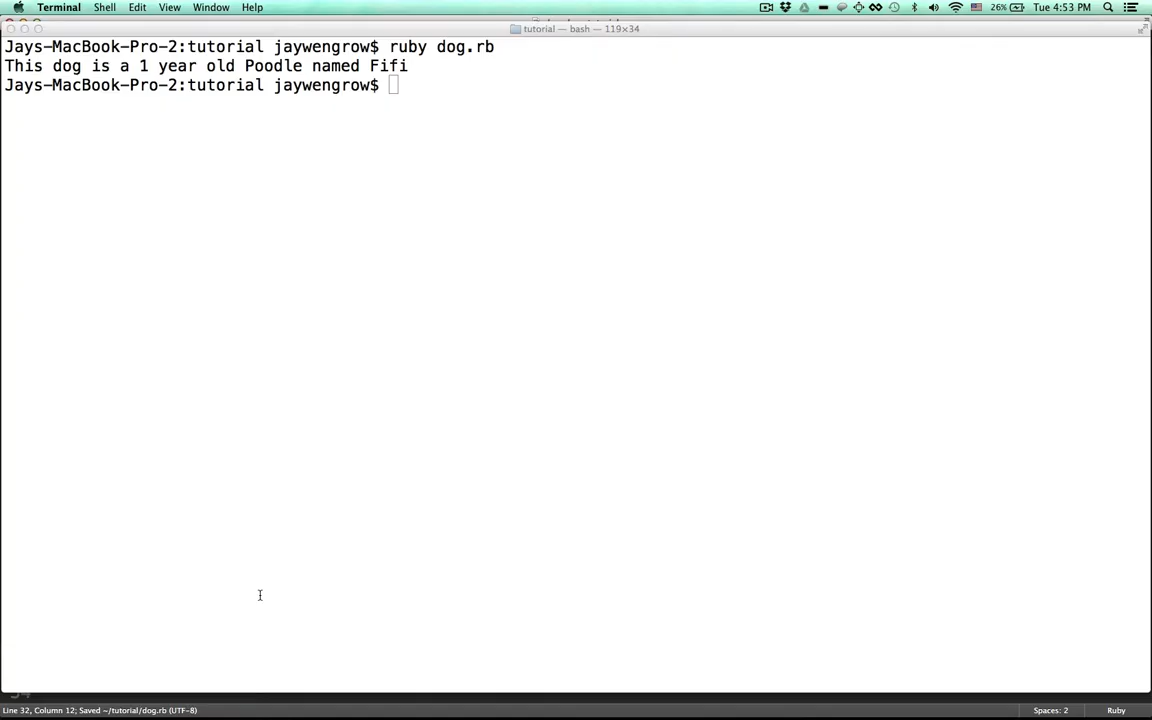 Terminal Shell Edit View Window Help 26% Tue 4:53 PM
tutorial — bash — 119×34
Jays-MacBook-Pro-2:tutorial jaywengrow$ ruby dog.rb
This dog is a 1 year old Poodle named Fifi
Jays-MacBook-Pro-2:tutorial jaywengrow$
Line 32, Column 12; Saved ~/tutorial/dog.rb (UTF-8) Spaces: 2 Ruby